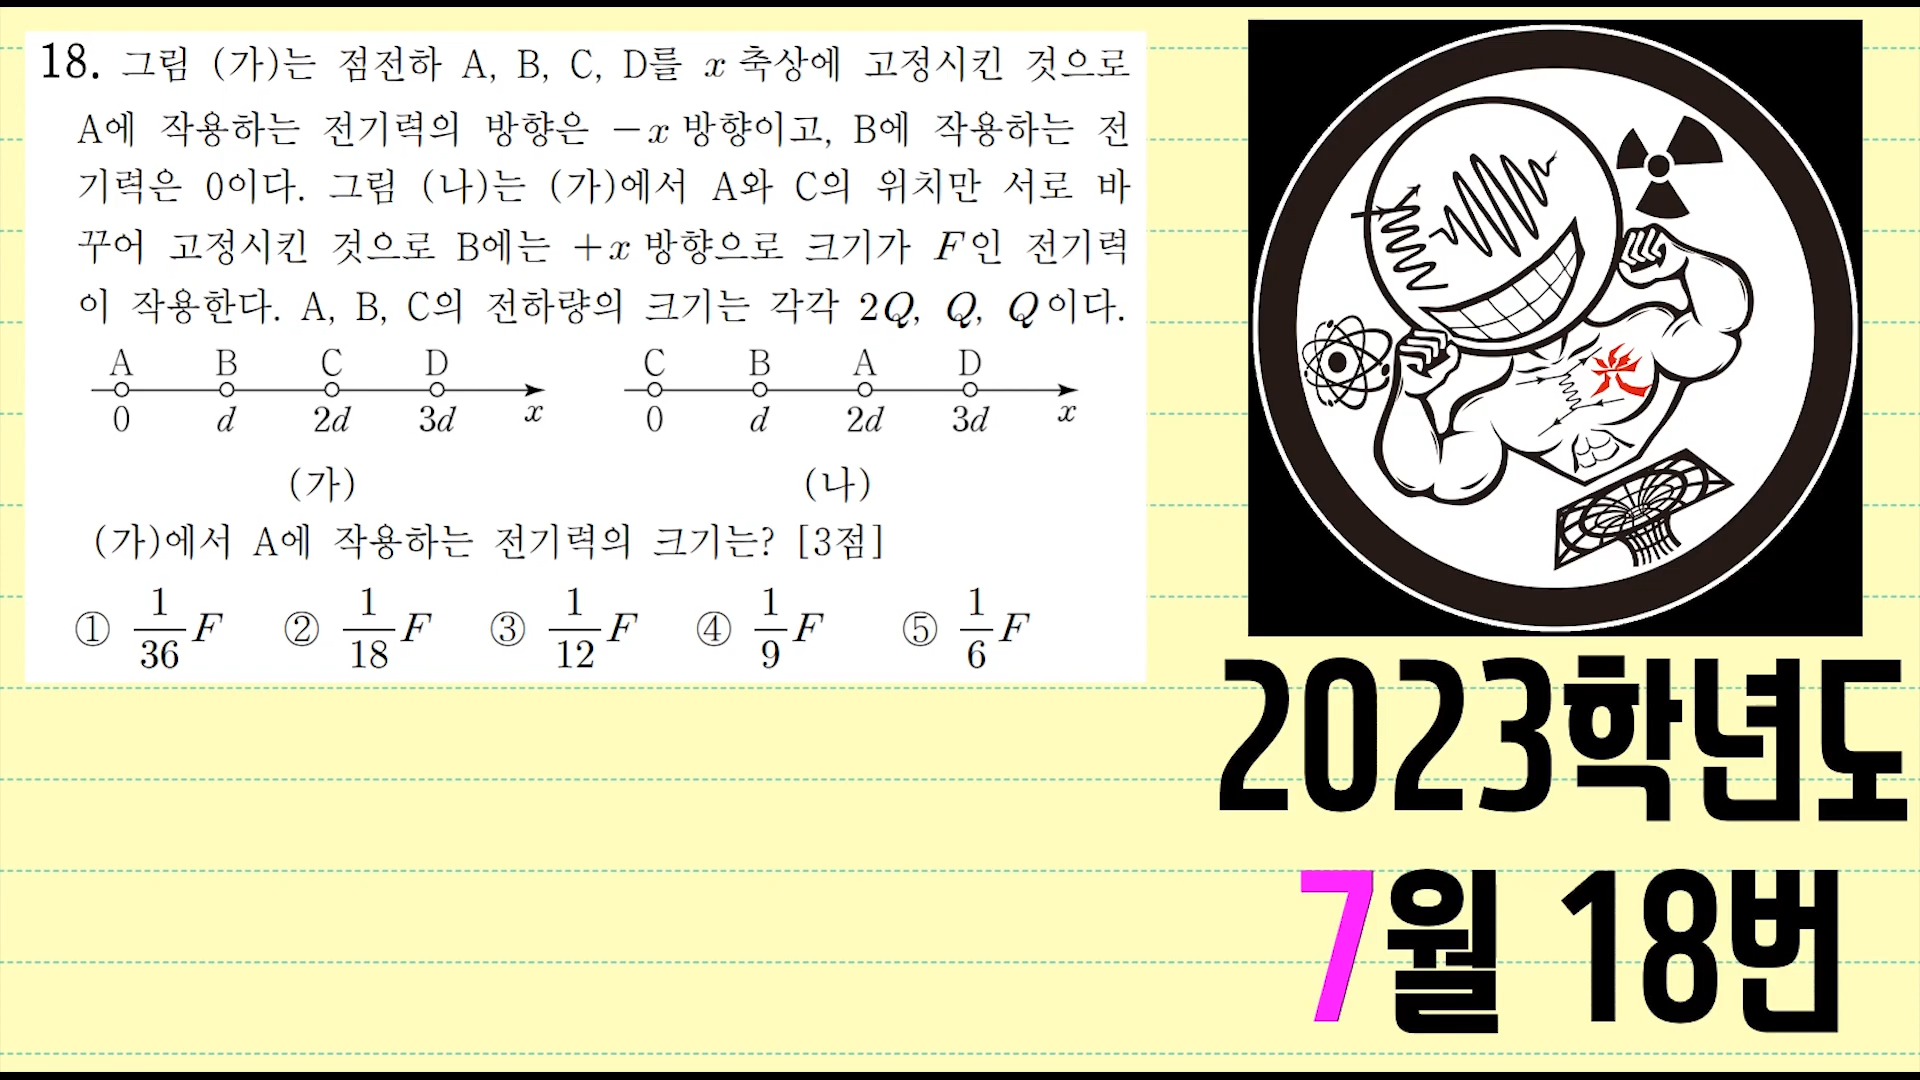 18. 그림 (가)는 점전하 A, B, C, D를 x축상에 고정시킨 것으로
A에 작용하는 전기력의 방향은 −x방향이고, B에 작용하는 전
기력은 0이다. 그림 (나)는 (가)에서 A와 C의 위치만 서로 바
꾸어 고정시킨 것으로 B에는 +x방향으로 크기가 F인 전기력
이 작용한다. A, B, C의 전하량의 크기는 각각 2Q, Q, Q이다.
A B C D C B A D
0 d 2d 3d x 0 d 2d 3d x
(가) (나)
(가)에서 A에 작용하는 전기력의 크기는? [3점]
① 1/36 F ② 1/18 F ③ 1/12 F ④ 1/9 F ⑤ 1/6 F
2023학년도
7월 18번